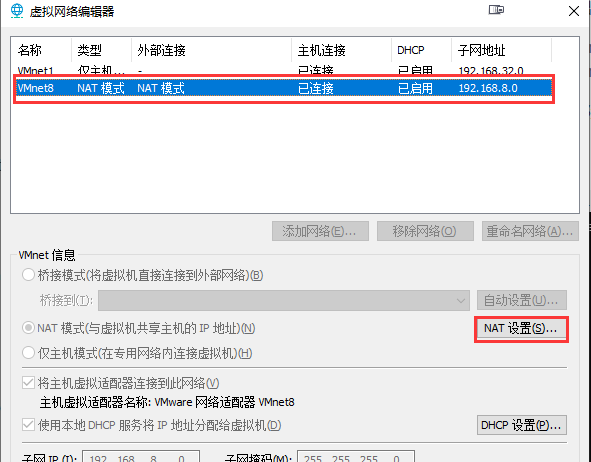 虚拟网络编辑器
名称 类型 外部连接 主机连接 DHCP 子网地址
VMnet1 仅主机... - 已连接 已启用 192.168.32.0
VMnet8 NAT 模式 NAT 模式 已连接 已启用 192.168.8.0
添加网络(E)... 移除网络(O) 重命名网络(A)...
VMnet 信息
桥接模式(将虚拟机直接连接到外部网络)(B)
桥接到(I): 自动设置(U)...
NAT 模式(与虚拟机共享主机的 IP 地址)(N) NAT 设置(S)...
仅主机模式(在专用网络内连接虚拟机)(H)
将主机虚拟适配器连接到此网络(V)
主机虚拟适配器名称: VMware 网络适配器 VMnet8
使用本地 DHCP 服务将 IP 地址分配给虚拟机(D) DHCP 设置(P)...
子网 IP (I): 192 . 168 . 8 . 0 子网掩码(M): 255 . 255 . 255 . 0